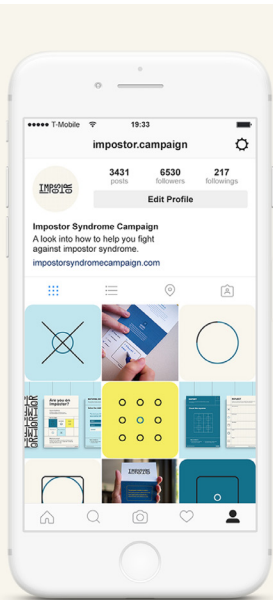 T-Mobile 19:33
impostor.campaign
3431 6530 217
posts followers followings
Edit Profile
Impostor Syndrome Campaign
A look into how to help you fight
against impostor syndrome.
impostorsyndromecampaign.com
Are you an
impostor?